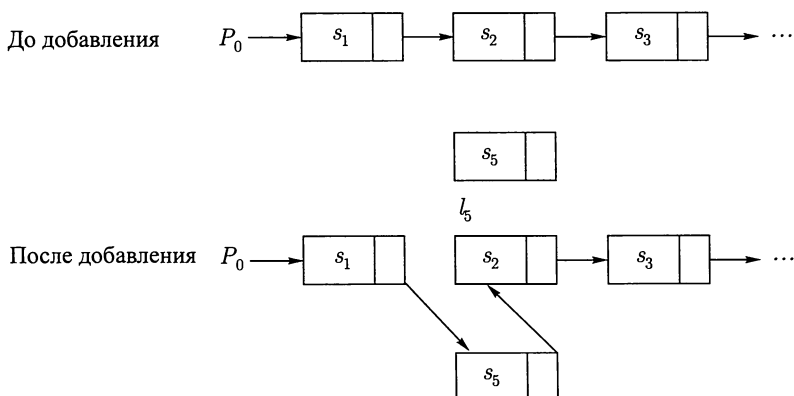 До добавления P₀ s₁ s₂ s₃ ...
s₅
l₅
После добавления P₀ s₁ s₂ s₃ ...
s₅